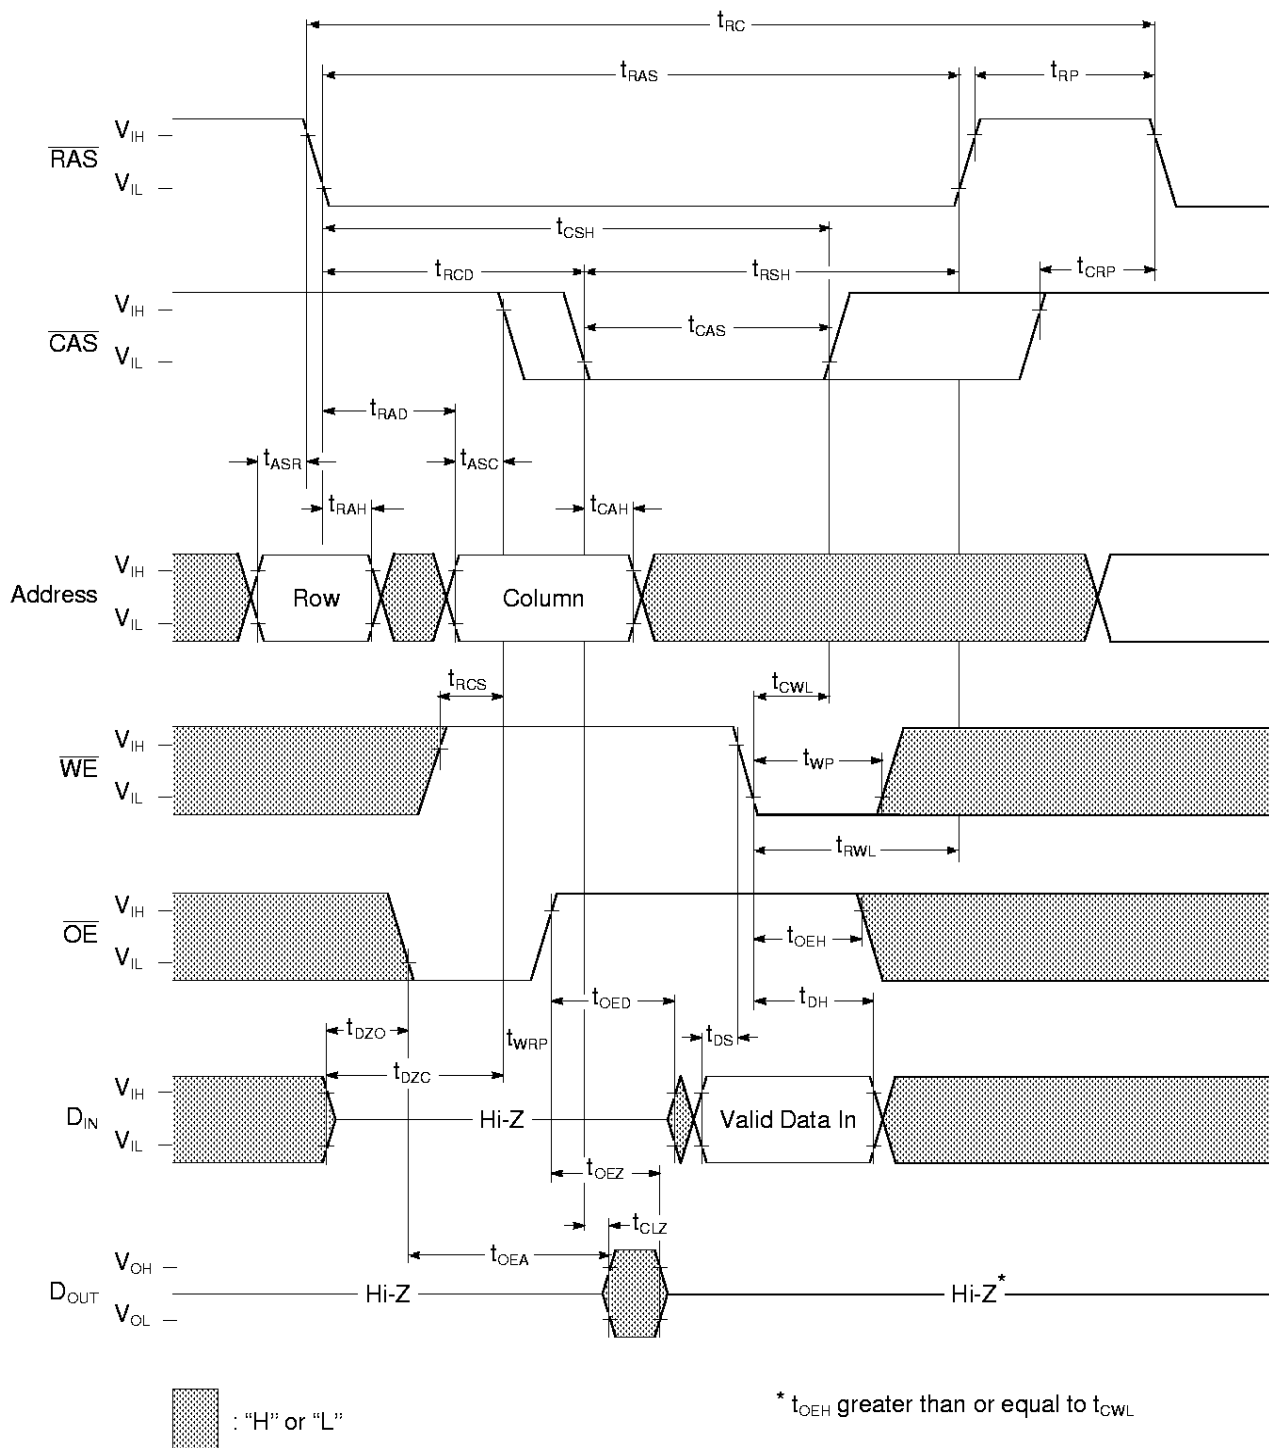 tRC
tRAS
tRP
VIH
RAS
VIL
tCSH
tRCD
tRSH
tCRP
VIH
CAS
tCAS
VIL
tRAD
tASR
tASC
tRAH
tCAH
VIH
Address
Row
Column
VIL
tRCS
tCWL
VIH
WE
tWP
VIL
tRWL
VIH
OE
tOEH
VIL
tOED
tDH
tDZO
tWRP
tDS
tDZC
VIH
DIN
Hi-Z
Valid Data In
VIL
tOEZ
tCLZ
tOEA
VOH
DOUT
Hi-Z
Hi-Z*
VOL
: “H” or “L”
* tOEH greater than or equal to tCWL